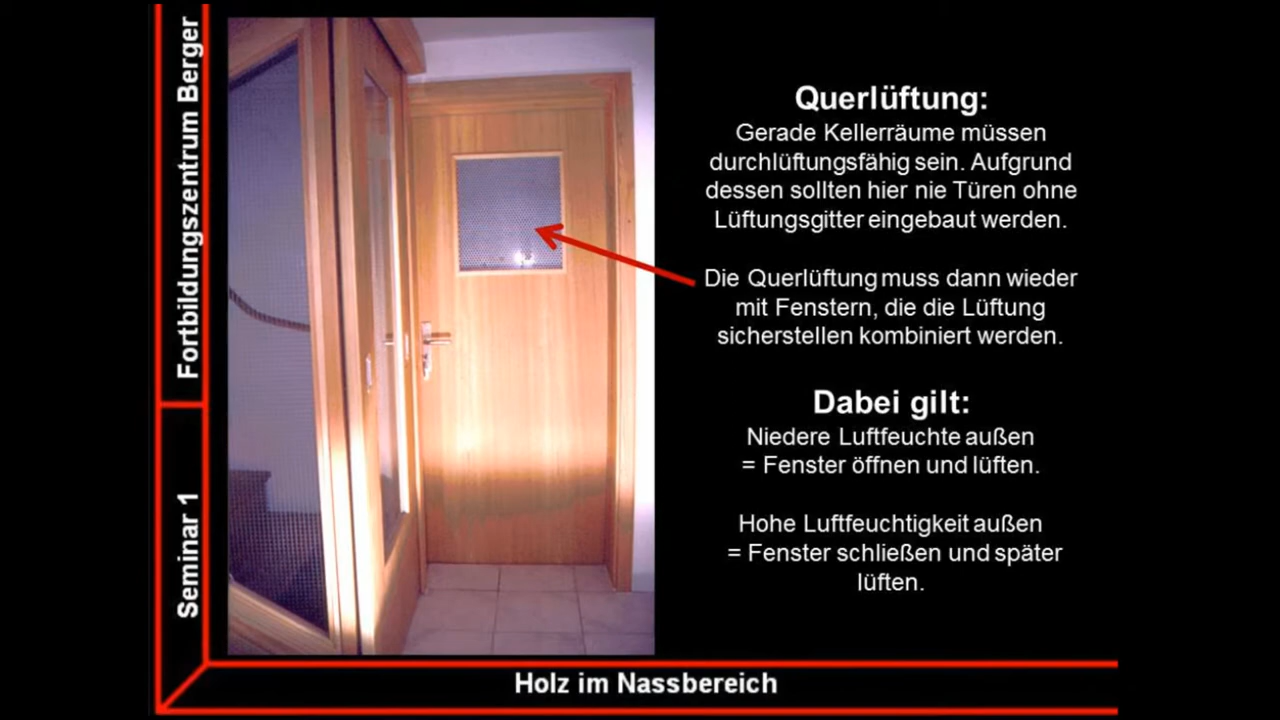 Fortbildungszentrum Berger
Seminar 1
Querlüftung:
Gerade Kellerräume müssen
durchlüftungsfähig sein. Aufgrund
dessen sollten hier nie Türen ohne
Lüftungsgitter eingebaut werden.
Die Querlüftung muss dann wieder
mit Fenstern, die die Lüftung
sicherstellen kombiniert werden.
Dabei gilt:
Niedere Luftfeuchte außen
= Fenster öffnen und lüften.
Hohe Luftfeuchtigkeit außen
= Fenster schließen und später
lüften.
Holz im Nassbereich